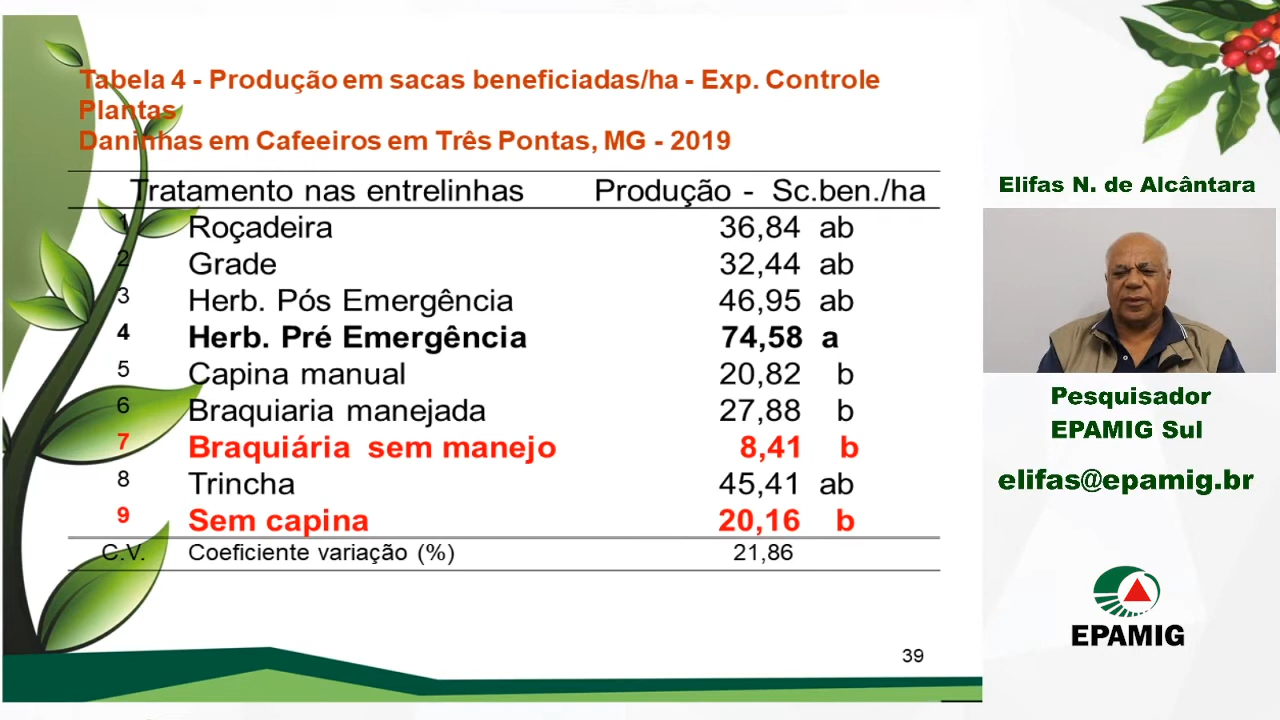 Tabela 4 - Produção em sacas beneficiadas/ha - Exp. Controle
Plantas
Daninhas em Cafeeiros em Três Pontas, MG - 2019
Tratamento nas entrelinhas Produção - Sc.ben./ha
1 Roçadeira 36,84 ab
2 Grade 32,44 ab
3 Herb. Pós Emergência 46,95 ab
4 Herb. Pré Emergência 74,58 a
5 Capina manual 20,82 b
6 Braquiaria manejada 27,88 b
7 Braquiária sem manejo 8,41 b
8 Trincha 45,41 ab
9 Sem capina 20,16 b
C.V. Coeficiente variação (%) 21,86
39
Elifas N. de Alcântara
Pesquisador
EPAMIG Sul
elifas@epamig.br
EPAMIG